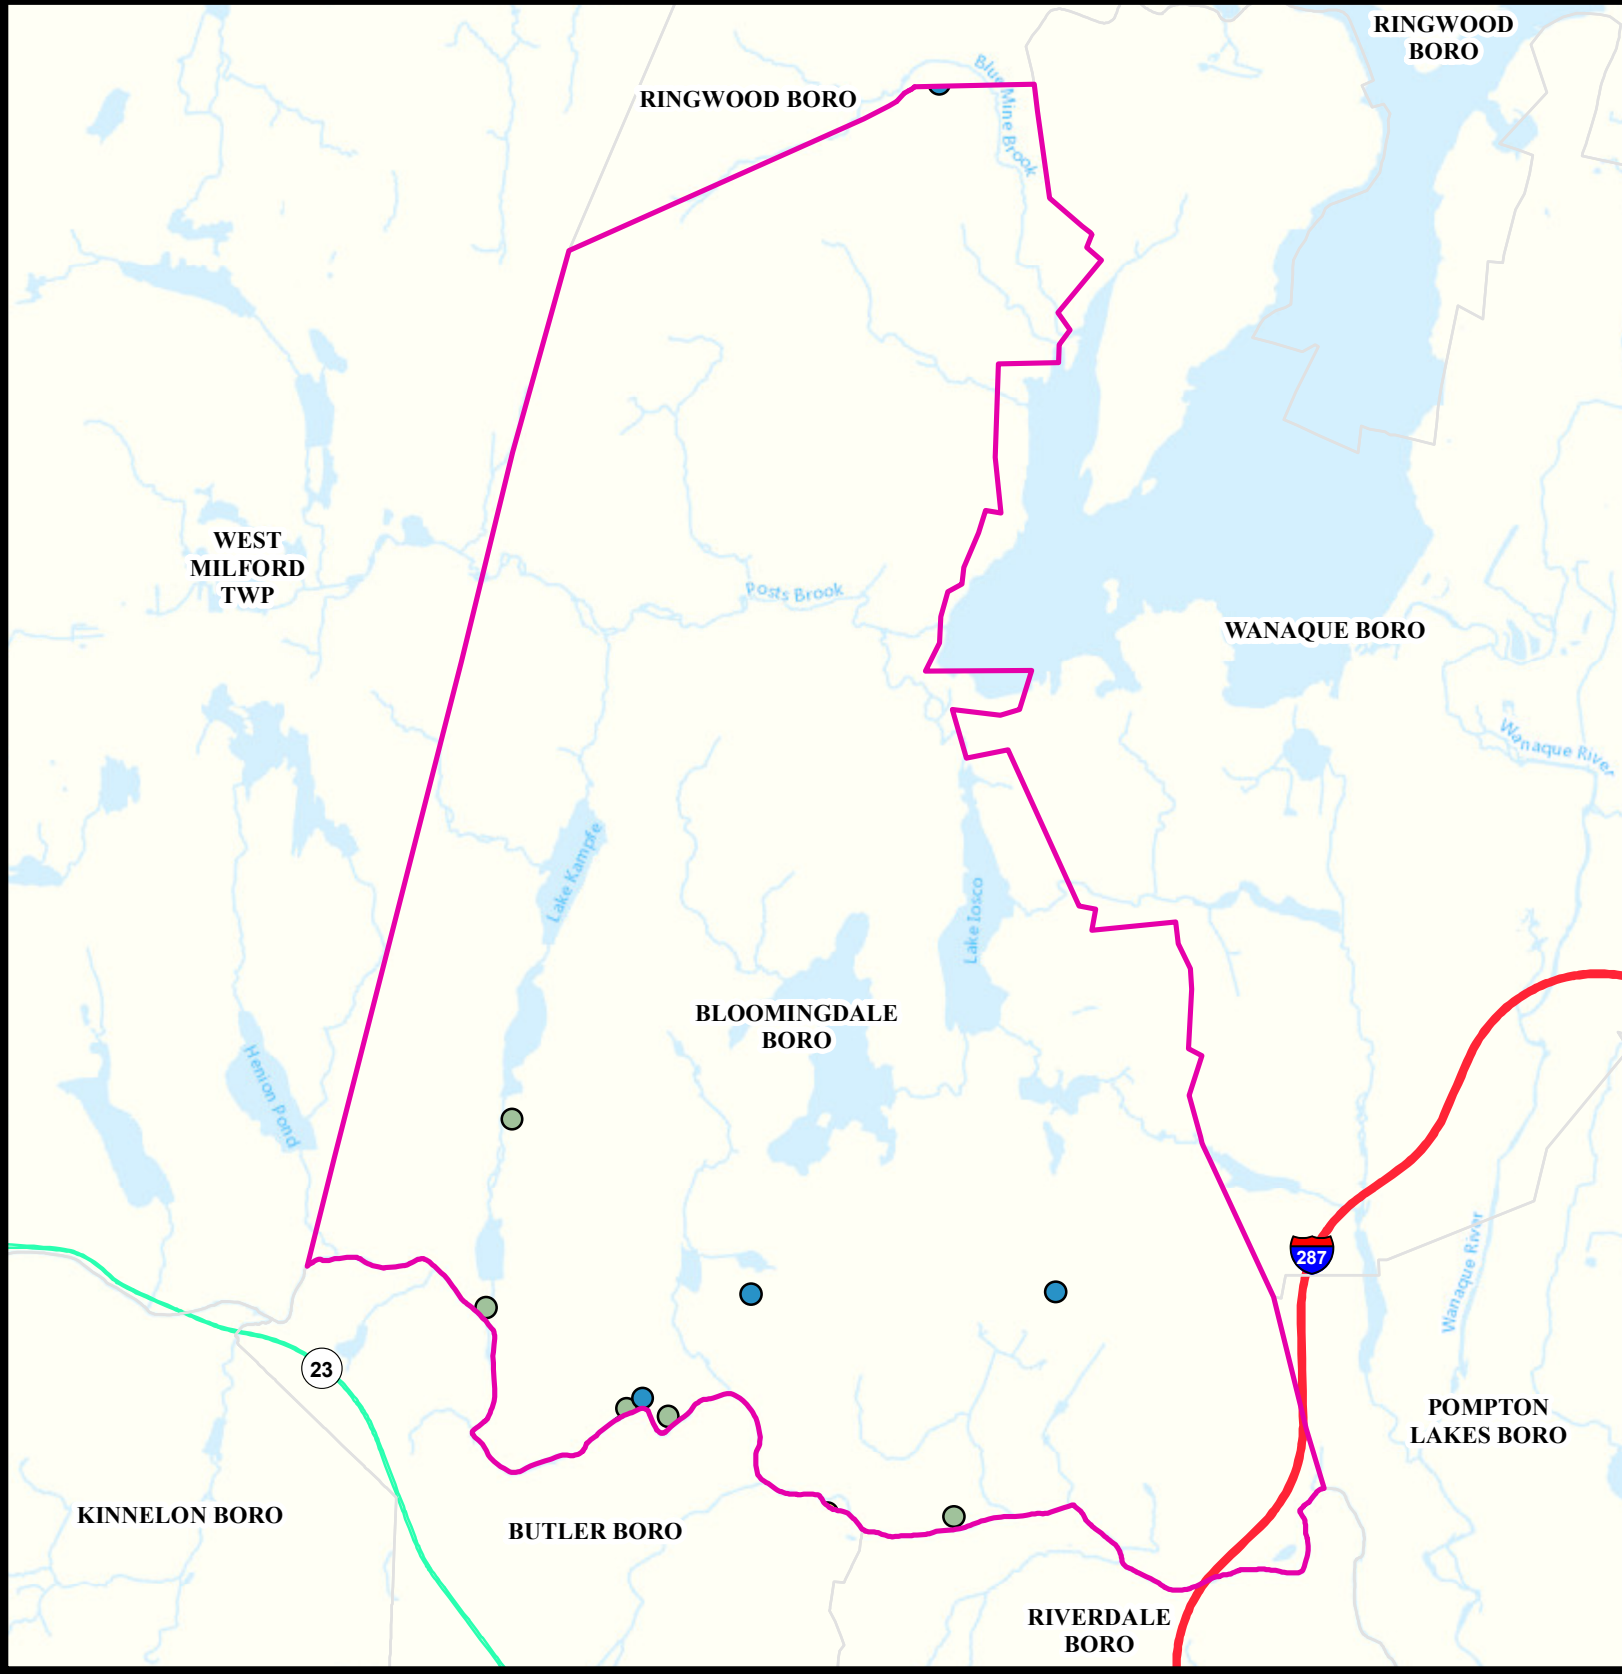 RINGWOOD
BORO
RINGWOOD BORO
Blue Mine Brook
WEST
MILFORD
TWP
Posts Brook
WANAQUE BORO
Wanaque River
Lake Kampfe
Lake Iosco
BLOOMINGDALE
BORO
Henion Pond
287
Wanaque River
23
POMPTON
LAKES BORO
KINNELON BORO
BUTLER BORO
RIVERDALE
BORO